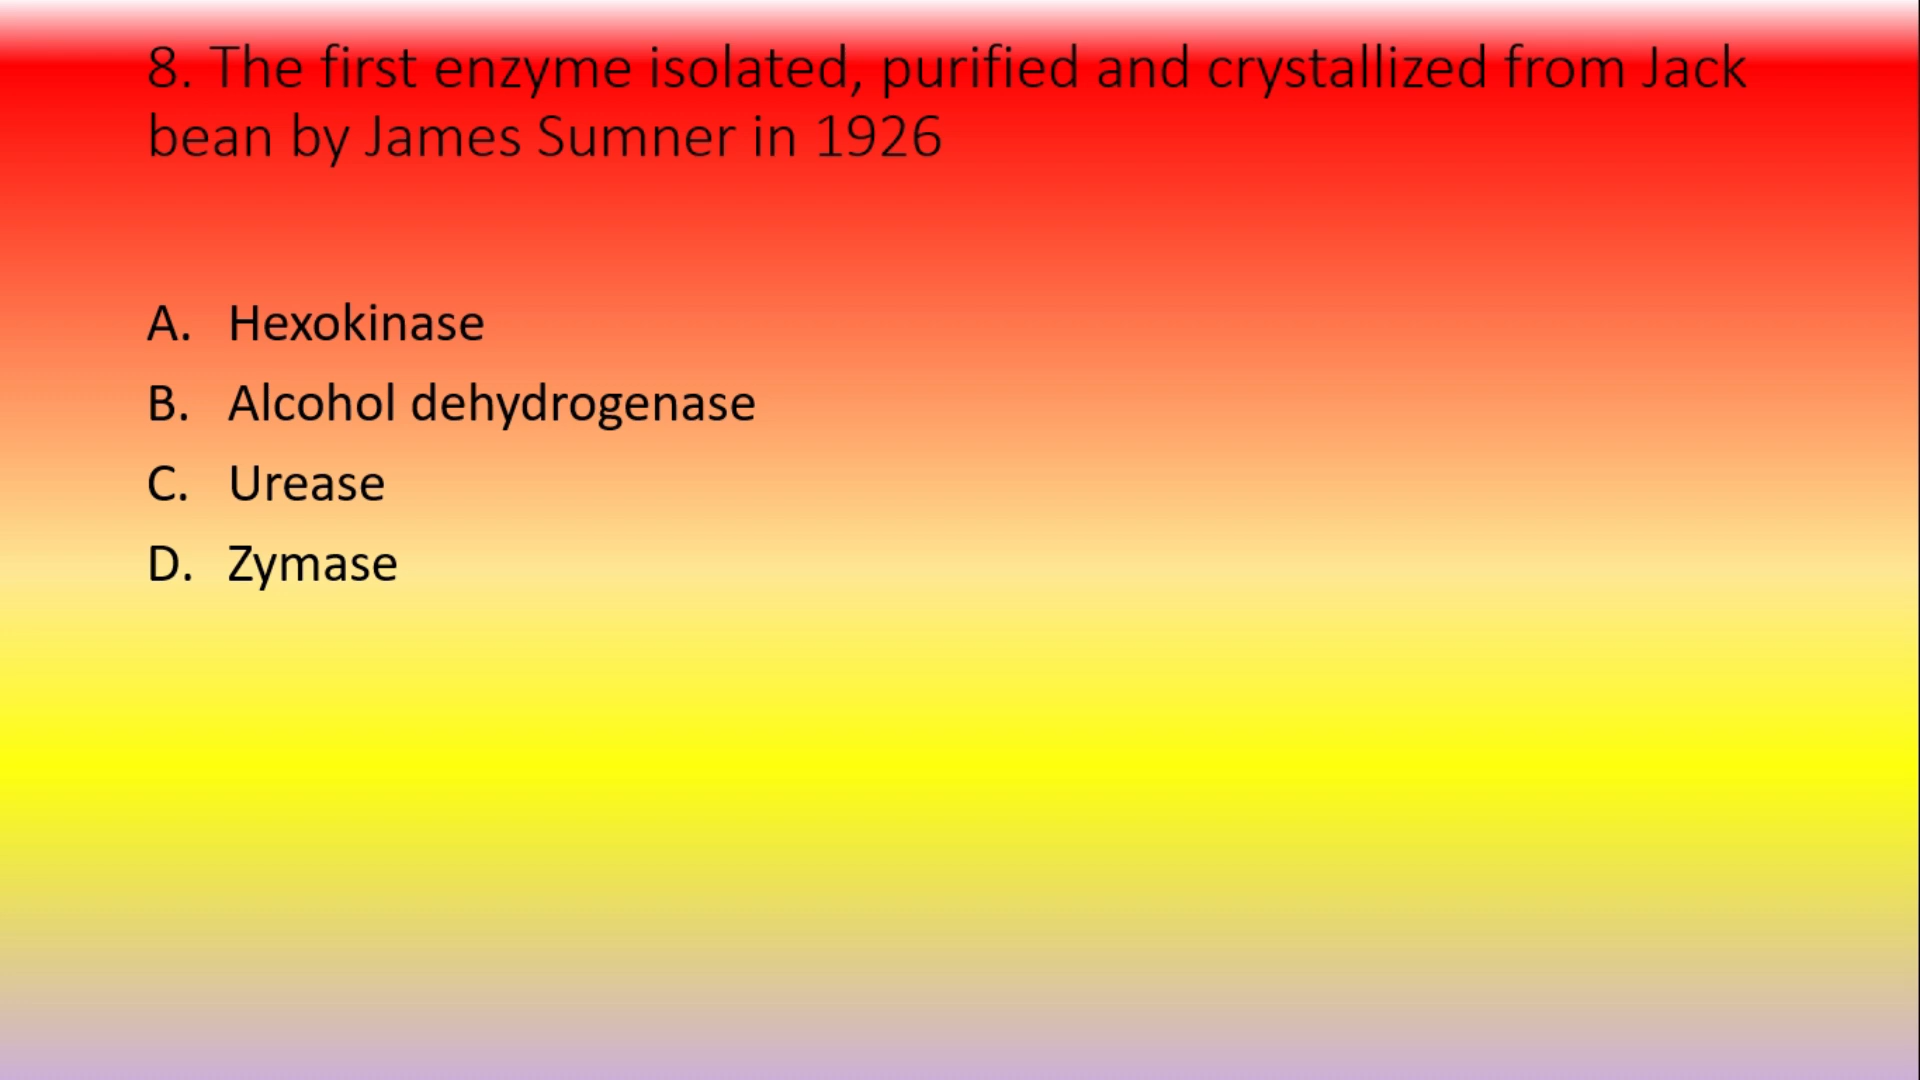 8. The first enzyme isolated, purified and crystallized from Jack
bean by James Sumner in 1926
A. Hexokinase
B. Alcohol dehydrogenase
C. Urease
D. Zymase